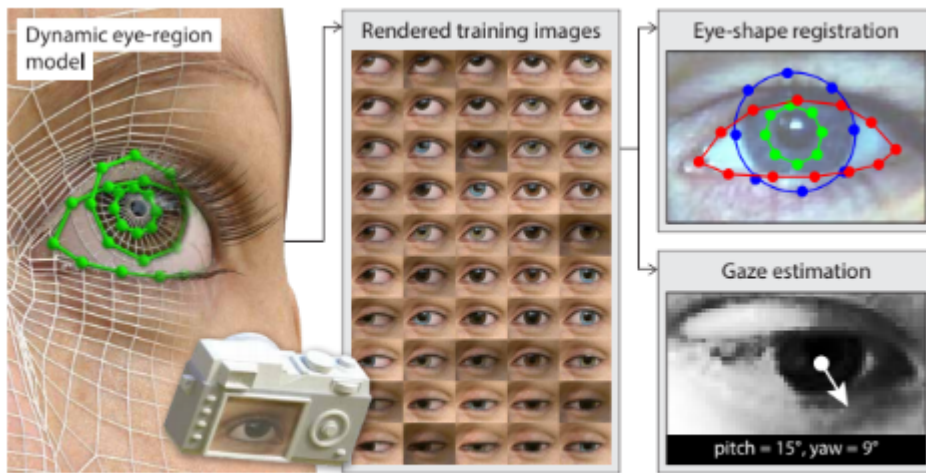 Dynamic eye-region
model
Rendered training images
Eye-shape registration
Gaze estimation
pitch = 15°, yaw = 9°